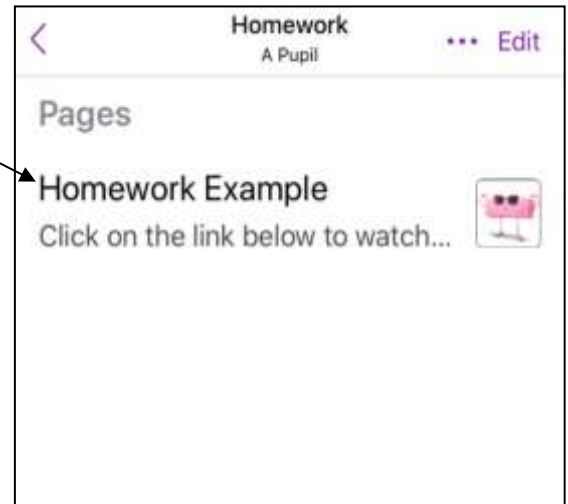 Homework
A Pupil
••• Edit
Pages
Homework Example
Click on the link below to watch...